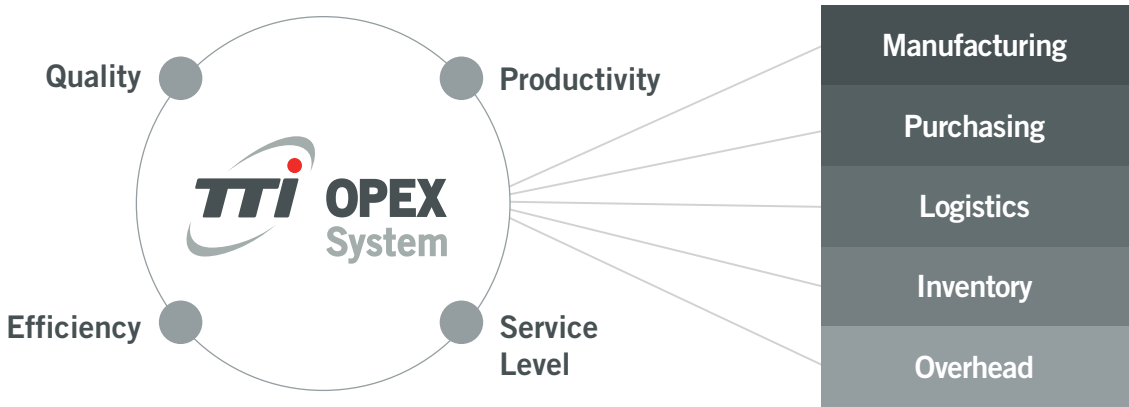 Quality
Productivity
TTi OPEX
System
Efficiency
Service
Level
Manufacturing
Purchasing
Logistics
Inventory
Overhead